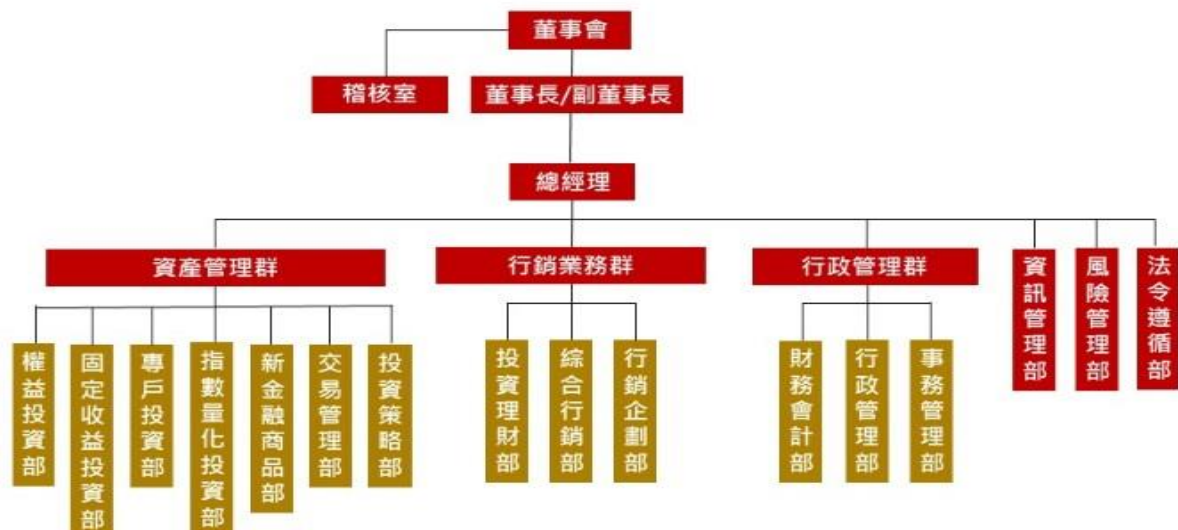 董事會
稽核室
董事長/副董事長
總經理
資產管理群
行銷業務群
行政管理群
資訊管理部
風險管理部
法令遵循部
權益投資部
固定收益投資部
專戶投資部
指數量化投資部
新金融商品部
交易管理部
投資策略部
投資理財部
綜合行銷部
行銷企劃部
財務會計部
行政管理部
事務管理部